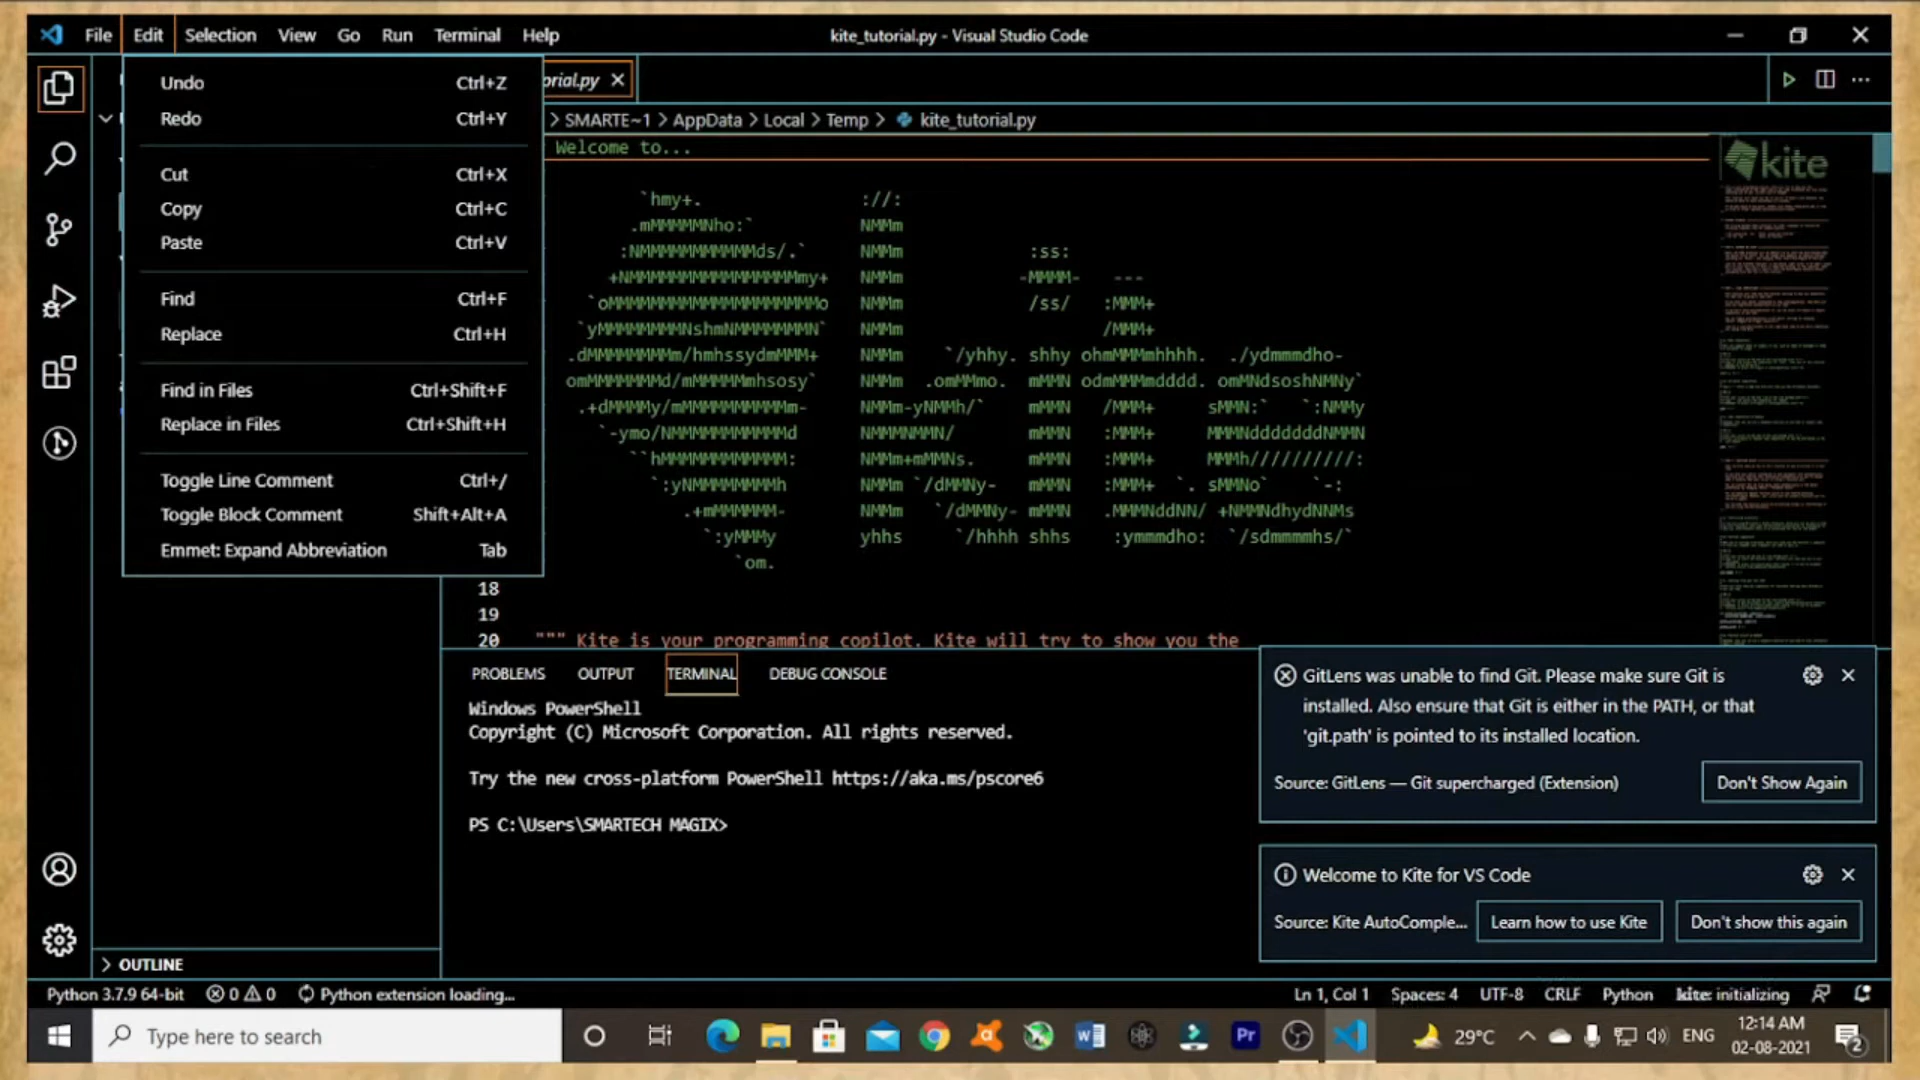 File Edit Selection View Go Run Terminal Help
kite_tutorial.py - Visual Studio Code
Undo Ctrl+Z
Redo Ctrl+Y
Cut Ctrl+X
Copy Ctrl+C
Paste Ctrl+V
Find Ctrl+F
Replace Ctrl+H
Find in Files Ctrl+Shift+F
Replace in Files Ctrl+Shift+H
Toggle Line Comment Ctrl+/
Toggle Block Comment Shift+Alt+A
Emmet: Expand Abbreviation Tab
orial.py
> SMARTE~1 > AppData > Local > Temp > kite_tutorial.py
Welcome to...
kite
18
19
20 """ Kite is your programming copilot. Kite will try to show you the
PROBLEMS OUTPUT TERMINAL DEBUG CONSOLE
Windows PowerShell
Copyright (C) Microsoft Corporation. All rights reserved.
Try the new cross-platform PowerShell https://aka.ms/pscore6
PS C:\Users\SMARTECH MAGIX>
GitLens was unable to find Git. Please make sure Git is
installed. Also ensure that Git is either in the PATH, or that
'git.path' is pointed to its installed location.
Source: GitLens — Git supercharged (Extension) Don't Show Again
Welcome to Kite for VS Code
Source: Kite AutoComple... Learn how to use Kite Don't show this again
OUTLINE
Python 3.7.9 64-bit 0 0 Python extension loading... Ln 1, Col 1 Spaces: 4 UTF-8 CRLF Python kite: initializing
Type here to search
29°C ENG
12:14 AM
02-08-2021
2